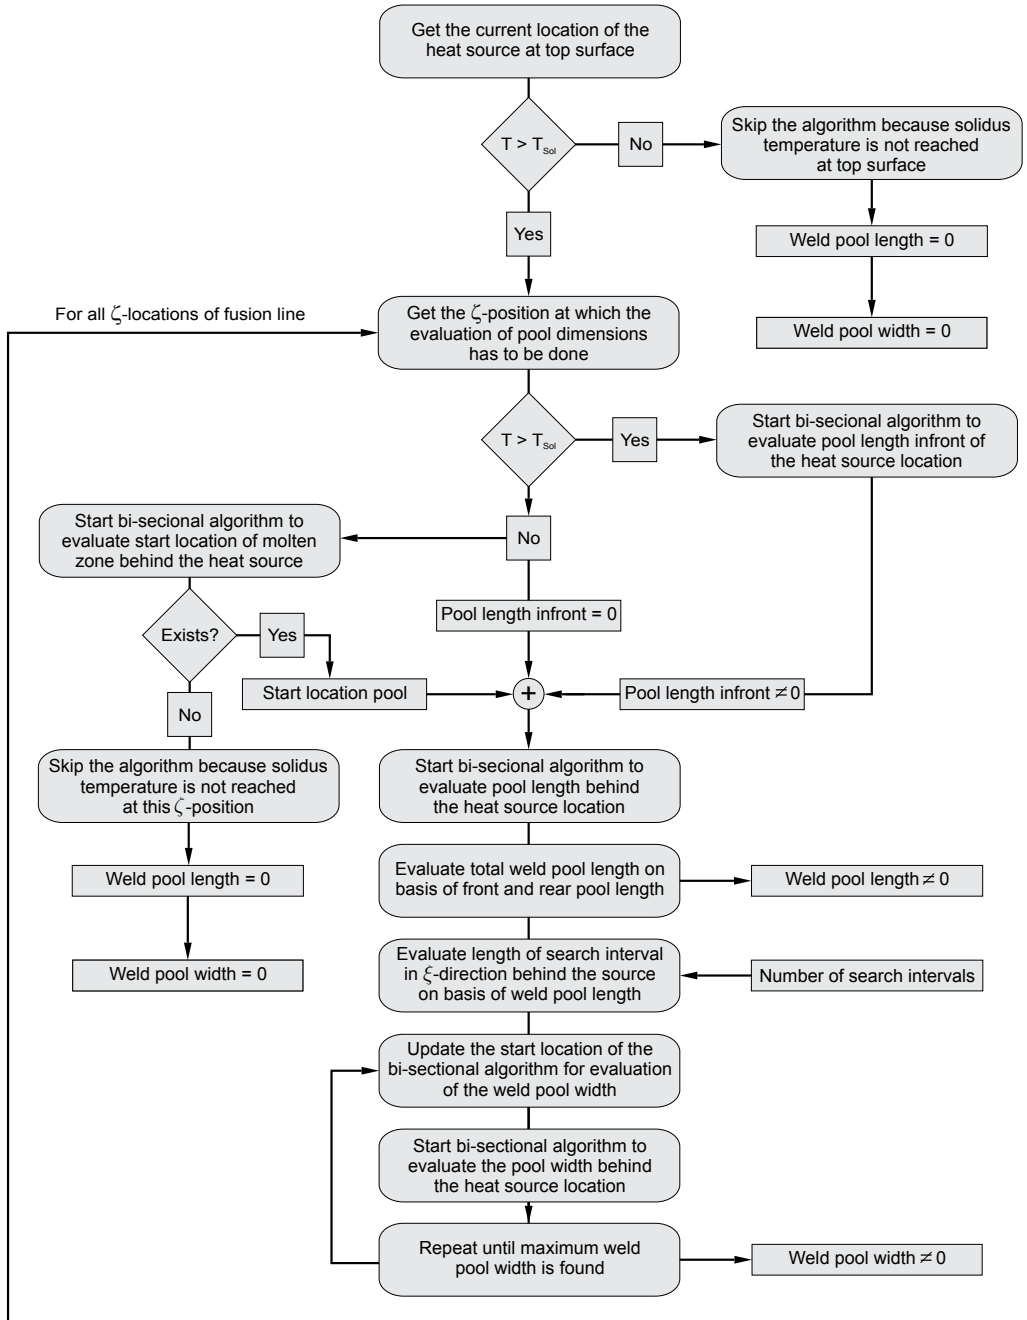 Get the current location of the
heat source at top surface
T > TSol
No
Skip the algorithm because solidus
temperature is not reached
at top surface
Yes
Weld pool length = 0
Weld pool width = 0
For all ζ-locations of fusion line
Get the ζ-position at which the
evaluation of pool dimensions
has to be done
T > TSol
Yes
Start bi-secional algorithm to
evaluate pool length infront of
the heat source location
No
Start bi-secional algorithm to
evaluate start location of molten
zone behind the heat source
Pool length infront = 0
Exists?
Yes
Start location pool
+
Pool length infront ≠ 0
No
Skip the algorithm because solidus
temperature is not reached
at this ζ-position
Weld pool length = 0
Weld pool width = 0
Start bi-secional algorithm to
evaluate pool length behind
the heat source location
Evaluate total weld pool length on
basis of front and rear pool length
Weld pool length ≠ 0
Evaluate length of search interval
in ξ-direction behind the source
on basis of weld pool length
Number of search intervals
Update the start location of the
bi-sectional algorithm for evaluation
of the weld pool width
Start bi-sectional algorithm to
evaluate the pool width behind
the heat source location
Repeat until maximum weld
pool width is found
Weld pool width ≠ 0